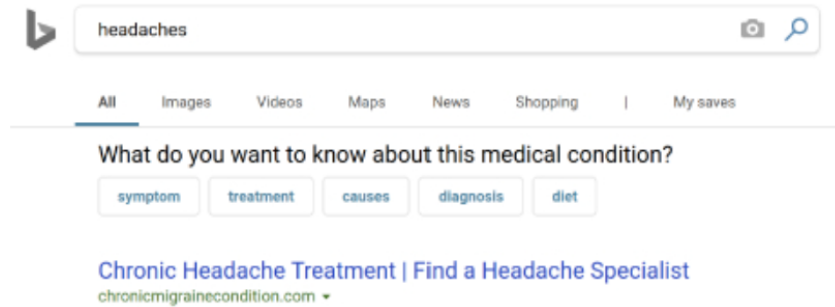 headaches
All Images Videos Maps News Shopping | My saves
What do you want to know about this medical condition?
symptom treatment causes diagnosis diet
Chronic Headache Treatment | Find a Headache Specialist
chronicmigrainecondition.com